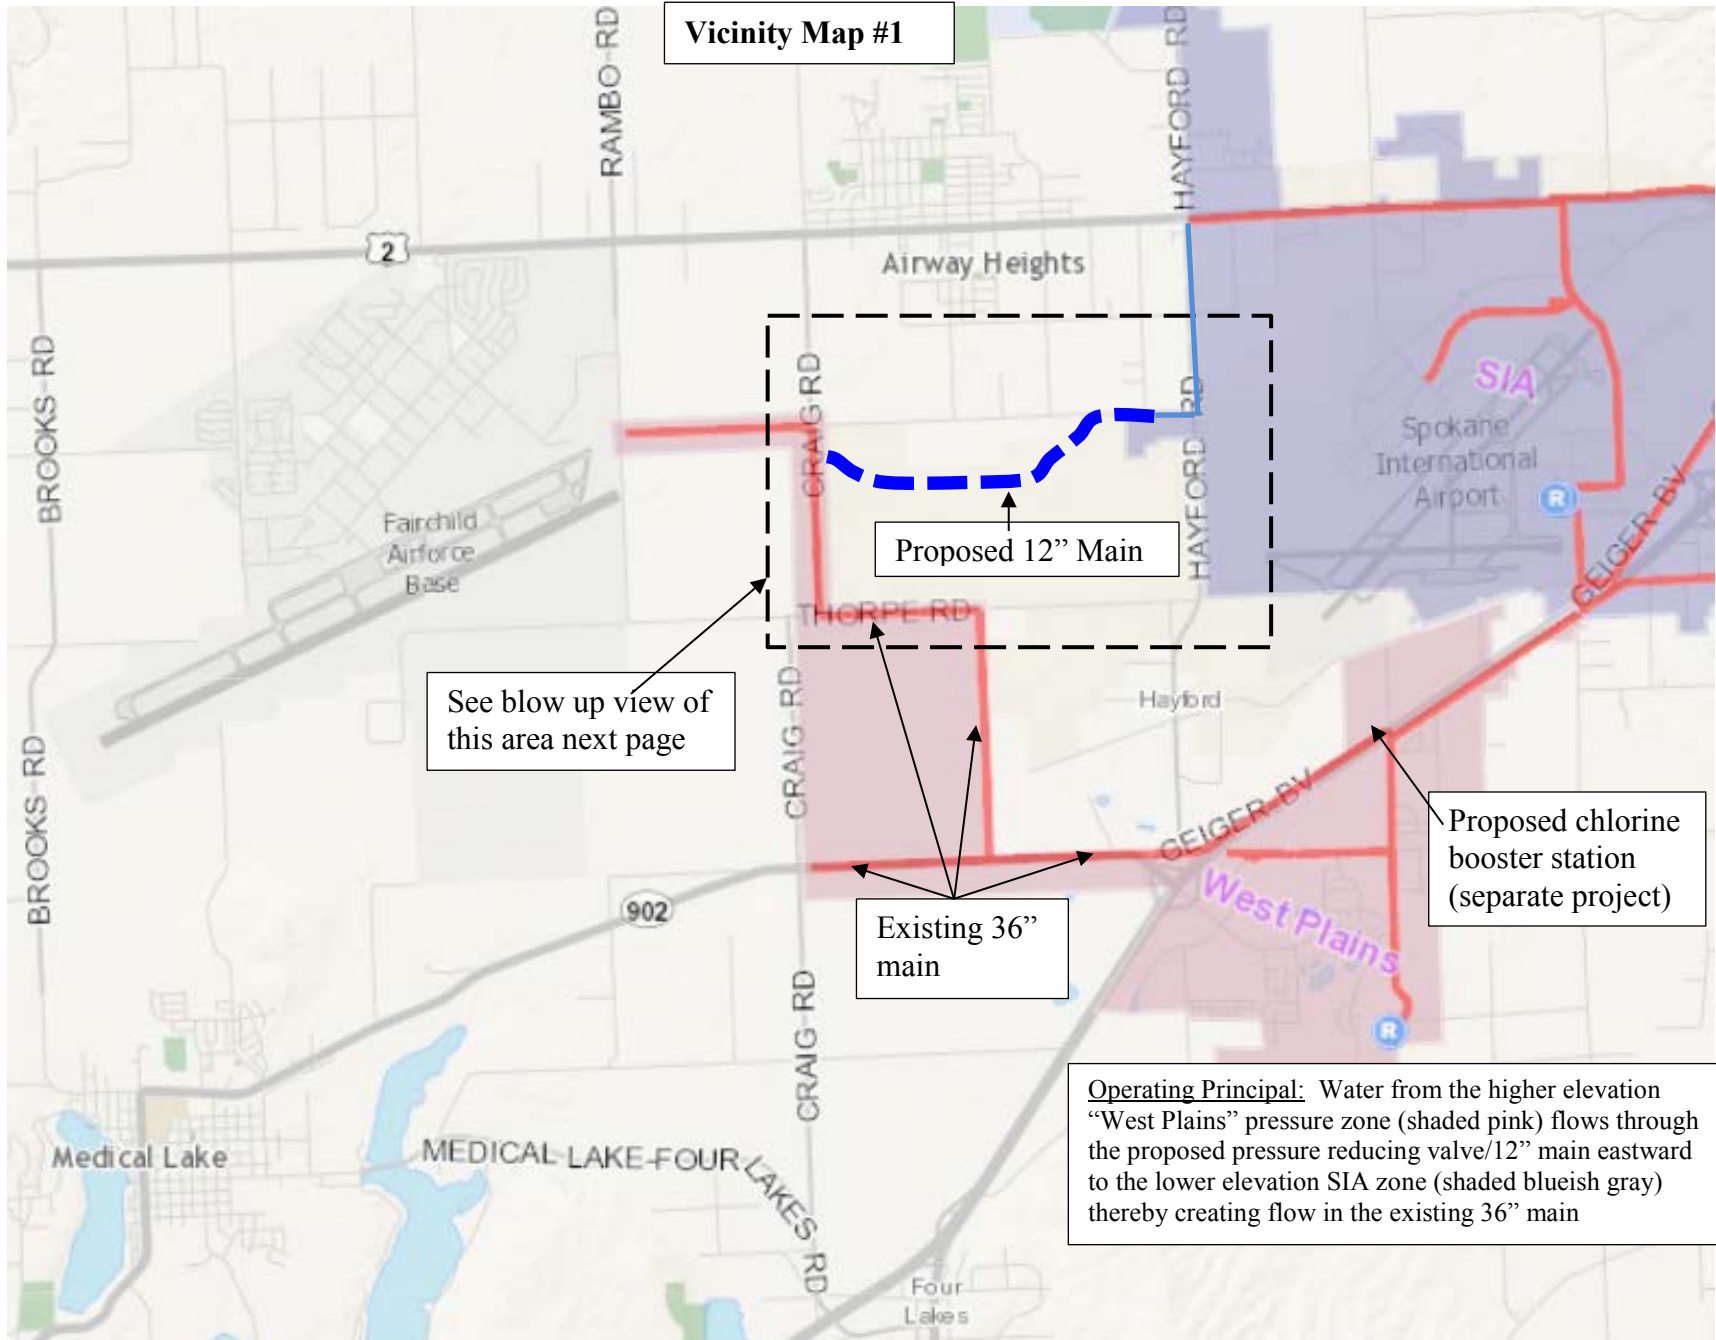 Vicinity Map #1
RAMBO RD
HAYFORD RD
2
Airway Heights
BROOKS RD
CRAIG RD
HAYFORD RD
SIA
Spokane
International
Airport
R
GEIGER BV
Fairchild
Airforce
Base
Proposed 12” Main
THORPE RD
See blow up view of
this area next page
CRAIG RD
Hayford
BROOKS RD
GEIGER BV
Proposed chlorine
booster station
(separate project)
902
Existing 36”
main
West Plains
R
CRAIG RD
Operating Principal: Water from the higher elevation
“West Plains” pressure zone (shaded pink) flows through
the proposed pressure reducing valve/12” main eastward
to the lower elevation SIA zone (shaded blueish gray)
thereby creating flow in the existing 36” main
Medical Lake
MEDICAL LAKE-FOUR LAKES RD
Four
Lakes